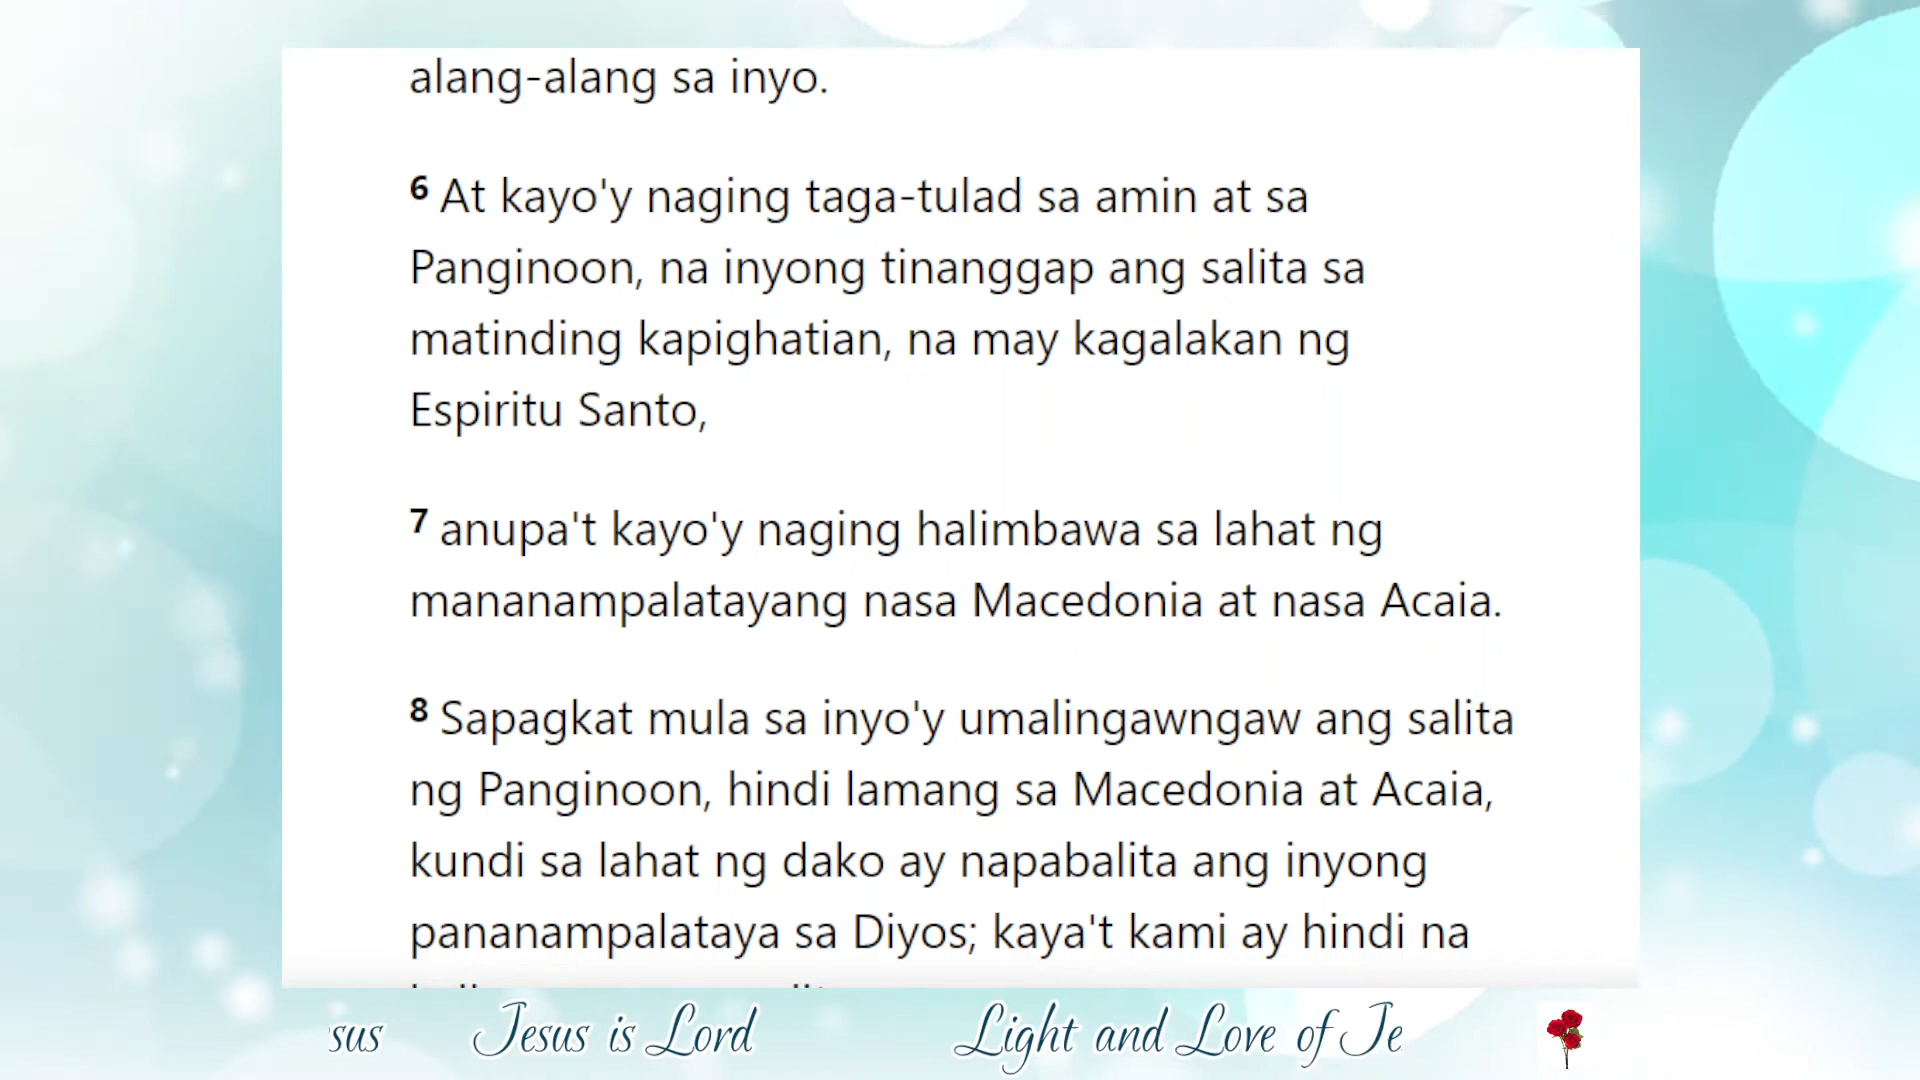 alang-alang sa inyo.
6 At kayo'y naging taga-tulad sa amin at sa
Panginoon, na inyong tinanggap ang salita sa
matinding kapighatian, na may kagalakan ng
Espiritu Santo,
7 anupa't kayo'y naging halimbawa sa lahat ng
mananampalatayang nasa Macedonia at nasa Acaia.
8 Sapagkat mula sa inyo'y umalingawngaw ang salita
ng Panginoon, hindi lamang sa Macedonia at Acaia,
kundi sa lahat ng dako ay napabalita ang inyong
pananampalataya sa Diyos; kaya't kami ay hindi na
sus Jesus is Lord Light and Love of Je